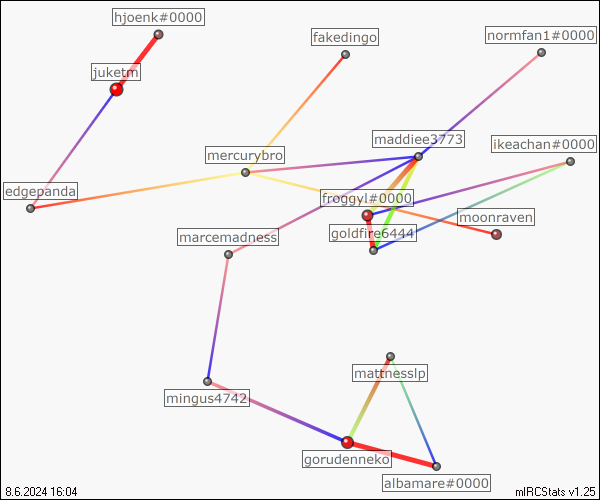 hjoenk#0000
fakedingo
normfan1#0000
juketm
maddiee3773
ikeachan#0000
mercurybro
edgepanda
froggyl#0000
moonraven
goldfire6444
marcemadness
mattnesslp
mingus4742
gorudenneko
albamare#0000
8.6.2024 16:04
mIRCStats v1.25